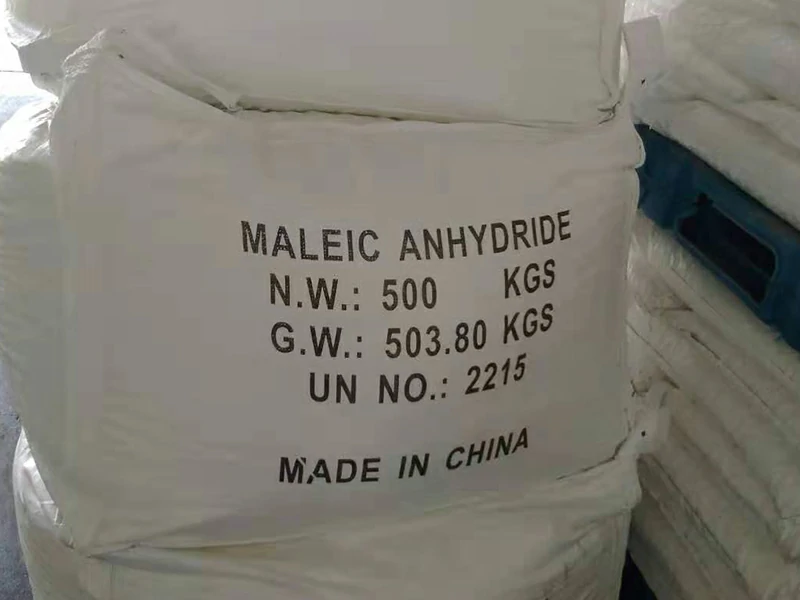 MALEIC ANHYDRIDE
N.W.: 500 KGS
G.W.: 503.80 KGS
UN NO.: 2215
MADE IN CHINA